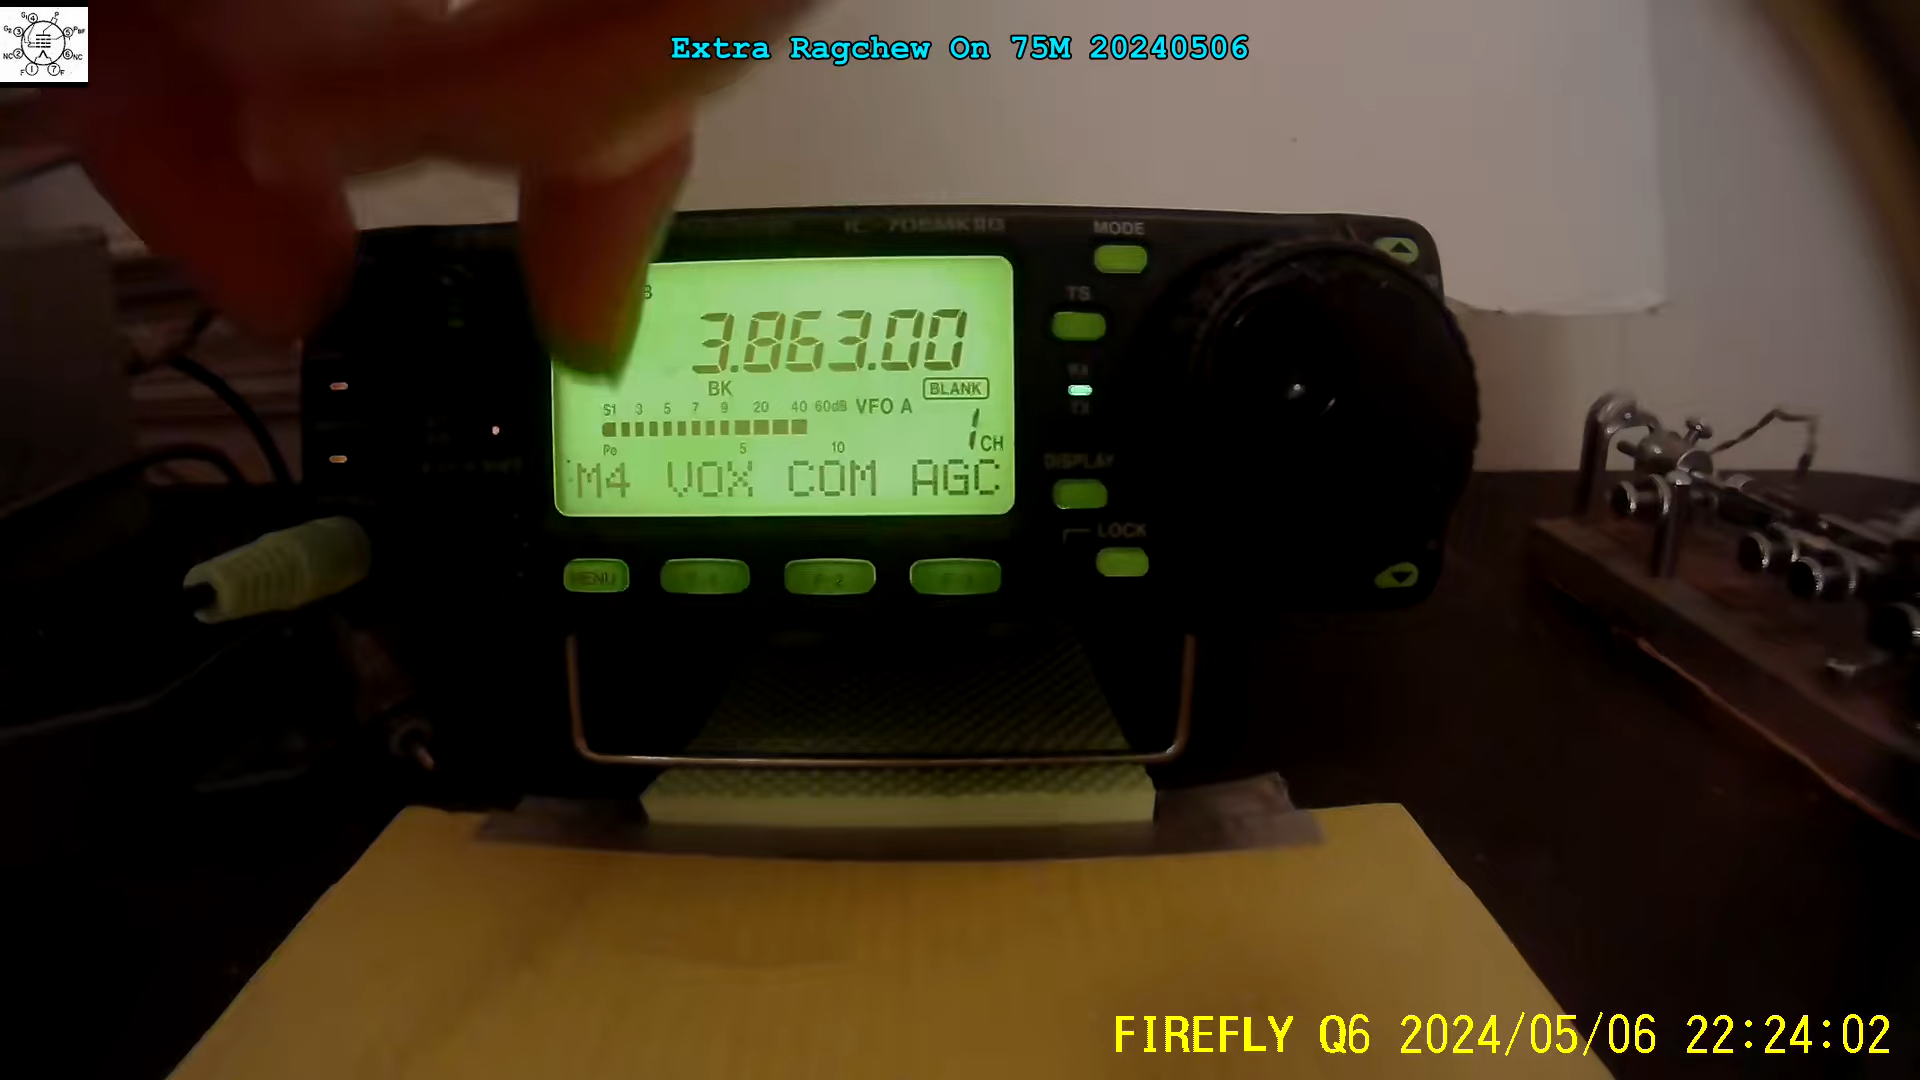 Extra Ragchew On 75M 20240506
IC-706MKIIG
MODE
TS
3.863.00
BK
BLANK
S1 3 5 7 9 20 40 60dB VFO A
RX
TX
1 CH
Po 5 10
M4 VOX COM AGC
DISPLAY
LOCK
MENU F-1 F-2 F-3
FIREFLY Q6 2024/05/06 22:24:02